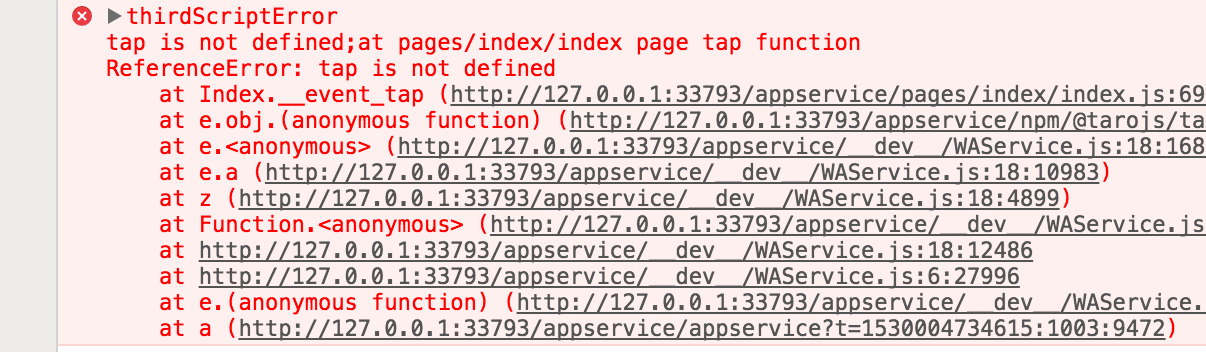 ▶thirdScriptError
tap is not defined;at pages/index/index page tap function
ReferenceError: tap is not defined
at Index.__event_tap (http://127.0.0.1:33793/appservice/pages/index/index.js:69
at e.obj.(anonymous function) (http://127.0.0.1:33793/appservice/npm/@tarojs/ta
at e.<anonymous> (http://127.0.0.1:33793/appservice/__dev__/WAService.js:18:168
at e.a (http://127.0.0.1:33793/appservice/__dev__/WAService.js:18:10983)
at z (http://127.0.0.1:33793/appservice/__dev__/WAService.js:18:4899)
at Function.<anonymous> (http://127.0.0.1:33793/appservice/__dev__/WAService.js
at http://127.0.0.1:33793/appservice/__dev__/WAService.js:18:12486
at http://127.0.0.1:33793/appservice/__dev__/WAService.js:6:27996
at e.(anonymous function) (http://127.0.0.1:33793/appservice/__dev__/WAService.
at a (http://127.0.0.1:33793/appservice/appservice?t=1530004734615:1003:9472)